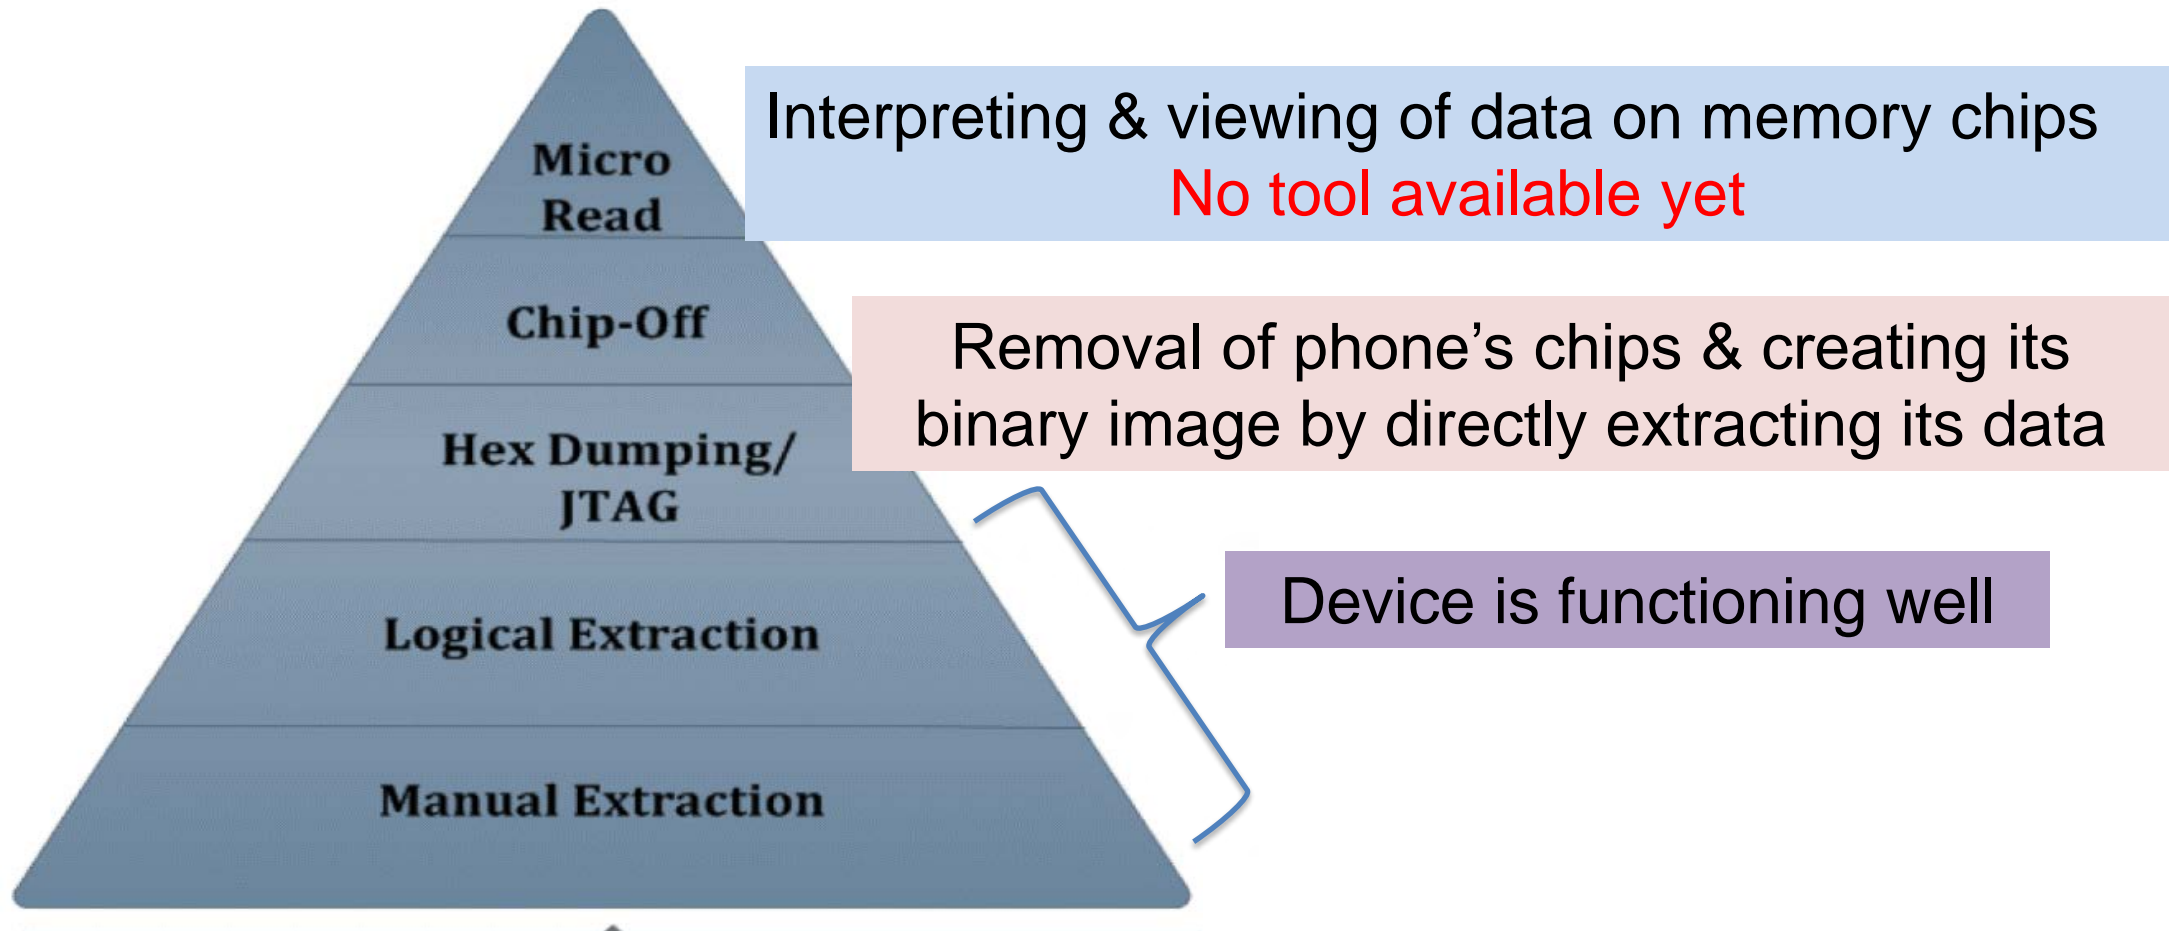 Micro
Read
Interpreting & viewing of data on memory chips
No tool available yet
Chip-Off
Removal of phone’s chips & creating its
binary image by directly extracting its data
Hex Dumping/
JTAG
Logical Extraction
Device is functioning well
Manual Extraction